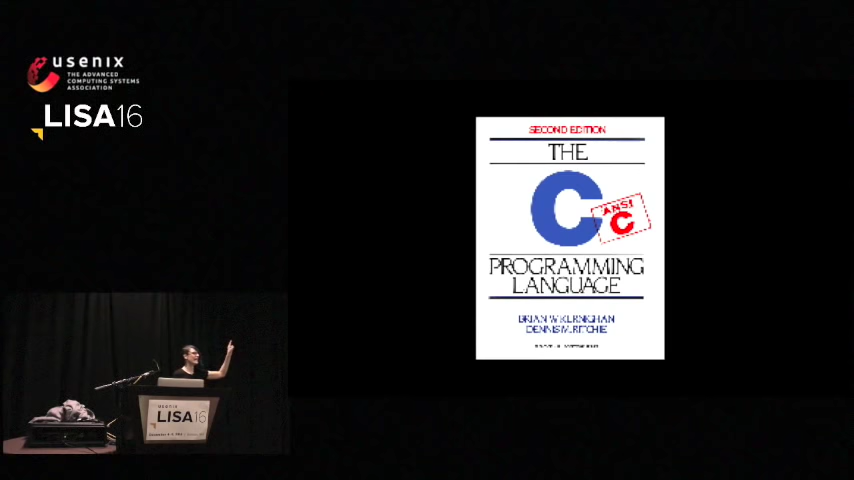 usenix
THE ADVANCED
COMPUTING SYSTEMS
ASSOCIATION
LISA16
SECOND EDITION
THE
C
ANSI
C
PROGRAMMING
LANGUAGE
BRIAN W. KERNIGHAN
DENNIS M. RITCHIE
usenix
LISA16